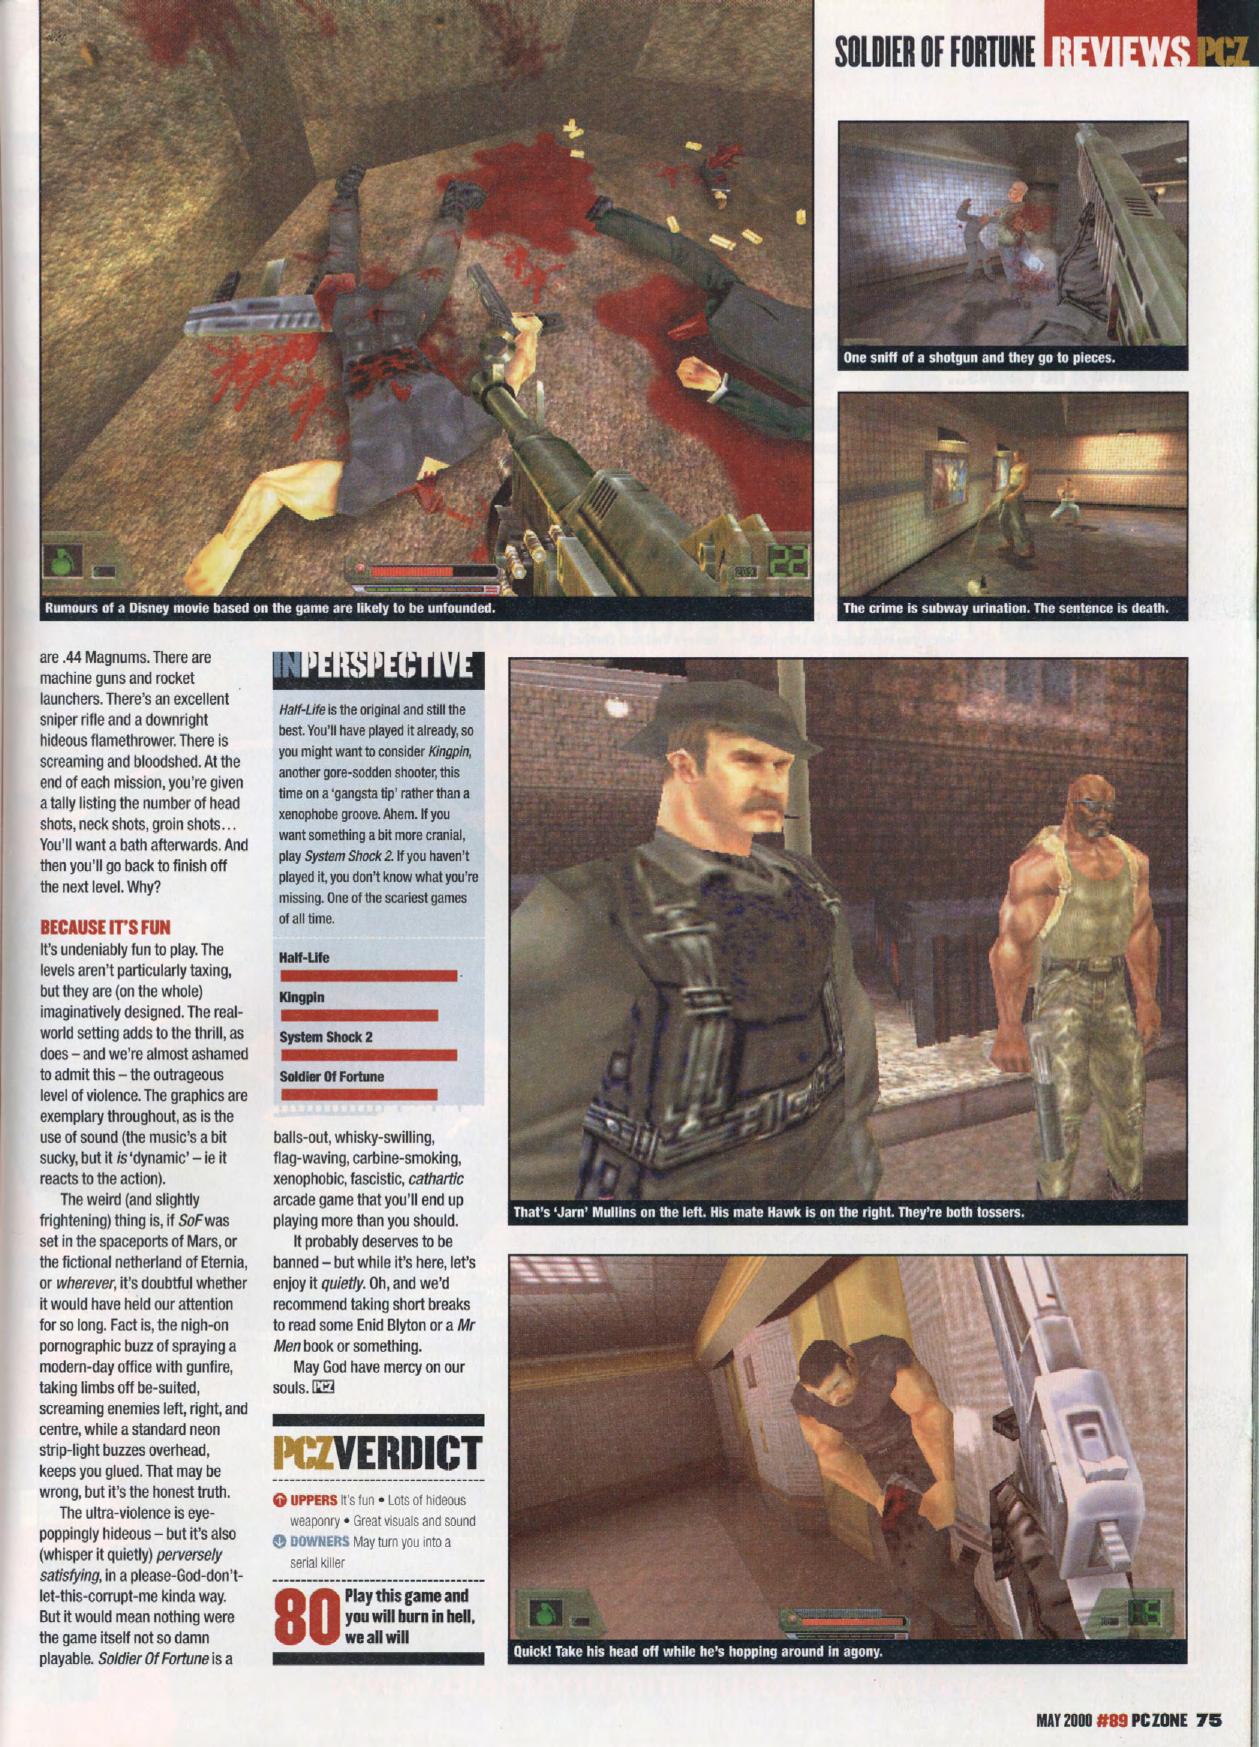 SOLDIER OF FORTUNE REVIEWS PCZ
22
Rumours of a Disney movie based on the game are likely to be unfounded.
One sniff of a shotgun and they go to pieces.
The crime is subway urination. The sentence is death.
are .44 Magnums. There are
machine guns and rocket
launchers. There's an excellent
sniper rifle and a downright
hideous flamethrower. There is
screaming and bloodshed. At the
end of each mission, you're given
a tally listing the number of head
shots, neck shots, groin shots...
You'll want a bath afterwards. And
then you'll go back to finish off
the next level. Why?
BECAUSE IT'S FUN
It's undeniably fun to play. The
levels aren't particularly taxing,
but they are (on the whole)
imaginatively designed. The real-
world setting adds to the thrill, as
does – and we're almost ashamed
to admit this – the outrageous
level of violence. The graphics are
exemplary throughout, as is the
use of sound (the music's a bit
sucky, but it is 'dynamic' – ie it
reacts to the action).
The weird (and slightly
frightening) thing is, if SoF was
set in the spaceports of Mars, or
the fictional netherland of Eternia,
or wherever, it's doubtful whether
it would have held our attention
for so long. Fact is, the nigh-on
pornographic buzz of spraying a
modern-day office with gunfire,
taking limbs off be-suited,
screaming enemies left, right, and
centre, while a standard neon
strip-light buzzes overhead,
keeps you glued. That may be
wrong, but it's the honest truth.
The ultra-violence is eye-
poppingly hideous – but it's also
(whisper it quietly) perversely
satisfying, in a please-God-don't-
let-this-corrupt-me kinda way.
But it would mean nothing were
the game itself not so damn
playable. Soldier Of Fortune is a
INPERSPECTIVE
Half-Life is the original and still the
best. You'll have played it already, so
you might want to consider Kingpin,
another gore-sodden shooter, this
time on a 'gangsta tip' rather than a
xenophobe groove. Ahem. If you
want something a bit more cranial,
play System Shock 2. If you haven't
played it, you don't know what you're
missing. One of the scariest games
of all time.
Half-Life
Kingpin
System Shock 2
Soldier Of Fortune
balls-out, whisky-swilling,
flag-waving, carbine-smoking,
xenophobic, fascistic, cathartic
arcade game that you'll end up
playing more than you should.
It probably deserves to be
banned – but while it's here, let's
enjoy it quietly. Oh, and we'd
recommend taking short breaks
to read some Enid Blyton or a Mr
Men book or something.
May God have mercy on our
souls. PCZ
PCZVERDICT
UPPERS It's fun • Lots of hideous
weaponry • Great visuals and sound
DOWNERS May turn you into a
serial killer
80 Play this game and
you will burn in hell,
we all will
That's 'Jarn' Mullins on the left. His mate Hawk is on the right. They're both tossers.
Quick! Take his head off while he's hopping around in agony.
MAY 2000 #89 PC ZONE 75